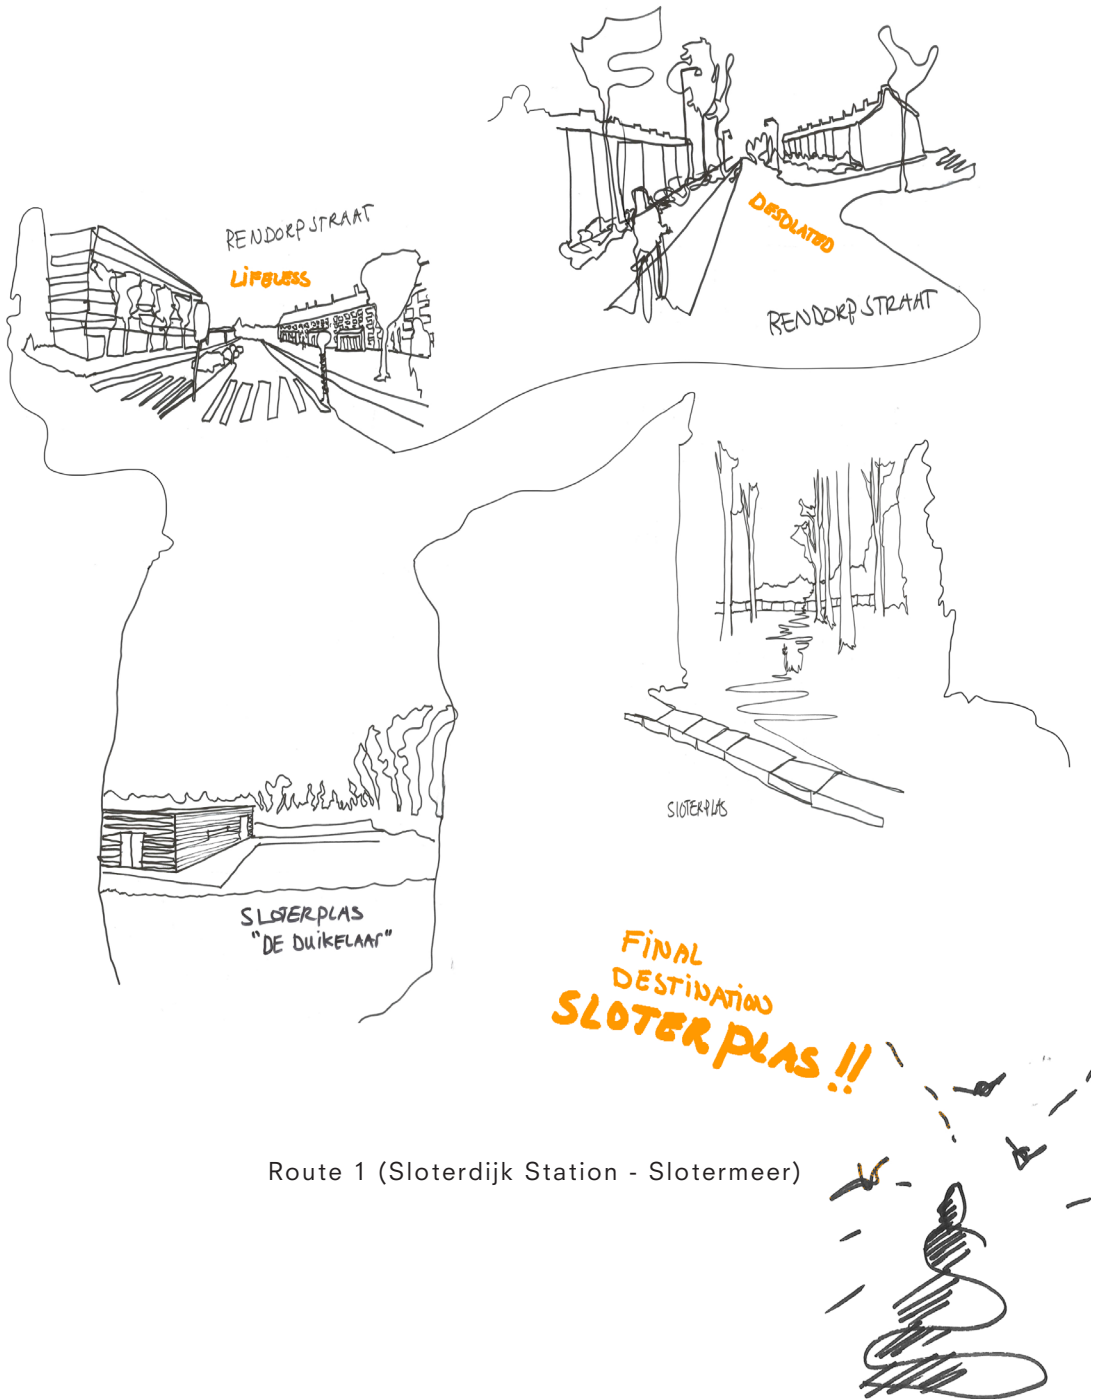 RENDORPSTRAAT
LIFELESS
DESOLATED
RENDORPSTRAAT
SLOTERPLAS
SLOTERPLAS
"DE DUIKELAAR"
FINAL
DESTINATION
SLOTERPLAS!!
Route 1 (Sloterdijk Station - Slotermeer)